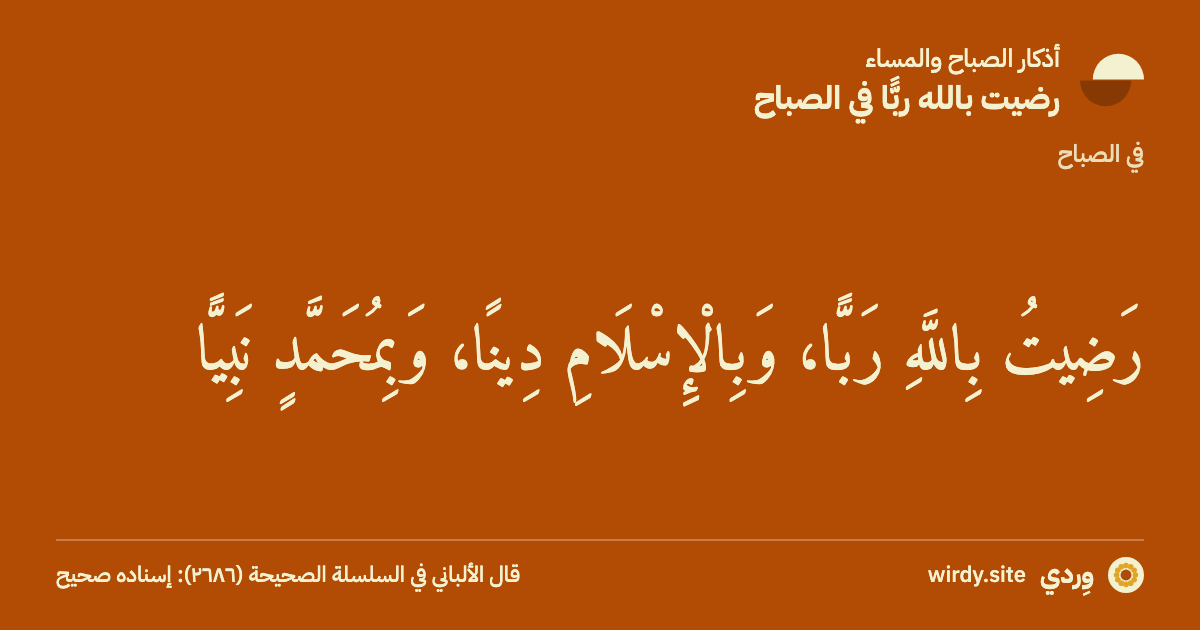 أذكار الصباح والمساء
رضيت بالله ربًّا في الصباح
في الصباح
رَضِيتُ بِاللَّهِ رَبًّا، وَبِالْإِسْلَامِ دِينًا، وَبِمُحَمَّدٍ نَبِيًّا
وِردي wirdy.site
قال الألباني في السلسلة الصحيحة (٢٦٨٦): إسناده صحيح